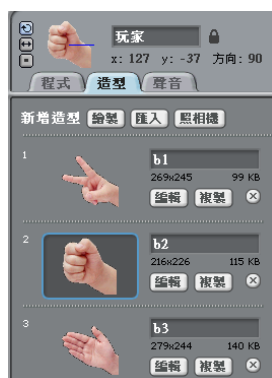 玩家
x: 127 y: -37 方向: 90
程式 造型 聲音
新增造型 繪製 匯入 照相機
1
b1
269x245 99 KB
編輯 複製
2
b2
216x226 115 KB
編輯 複製
3
b3
279x244 140 KB
編輯 複製